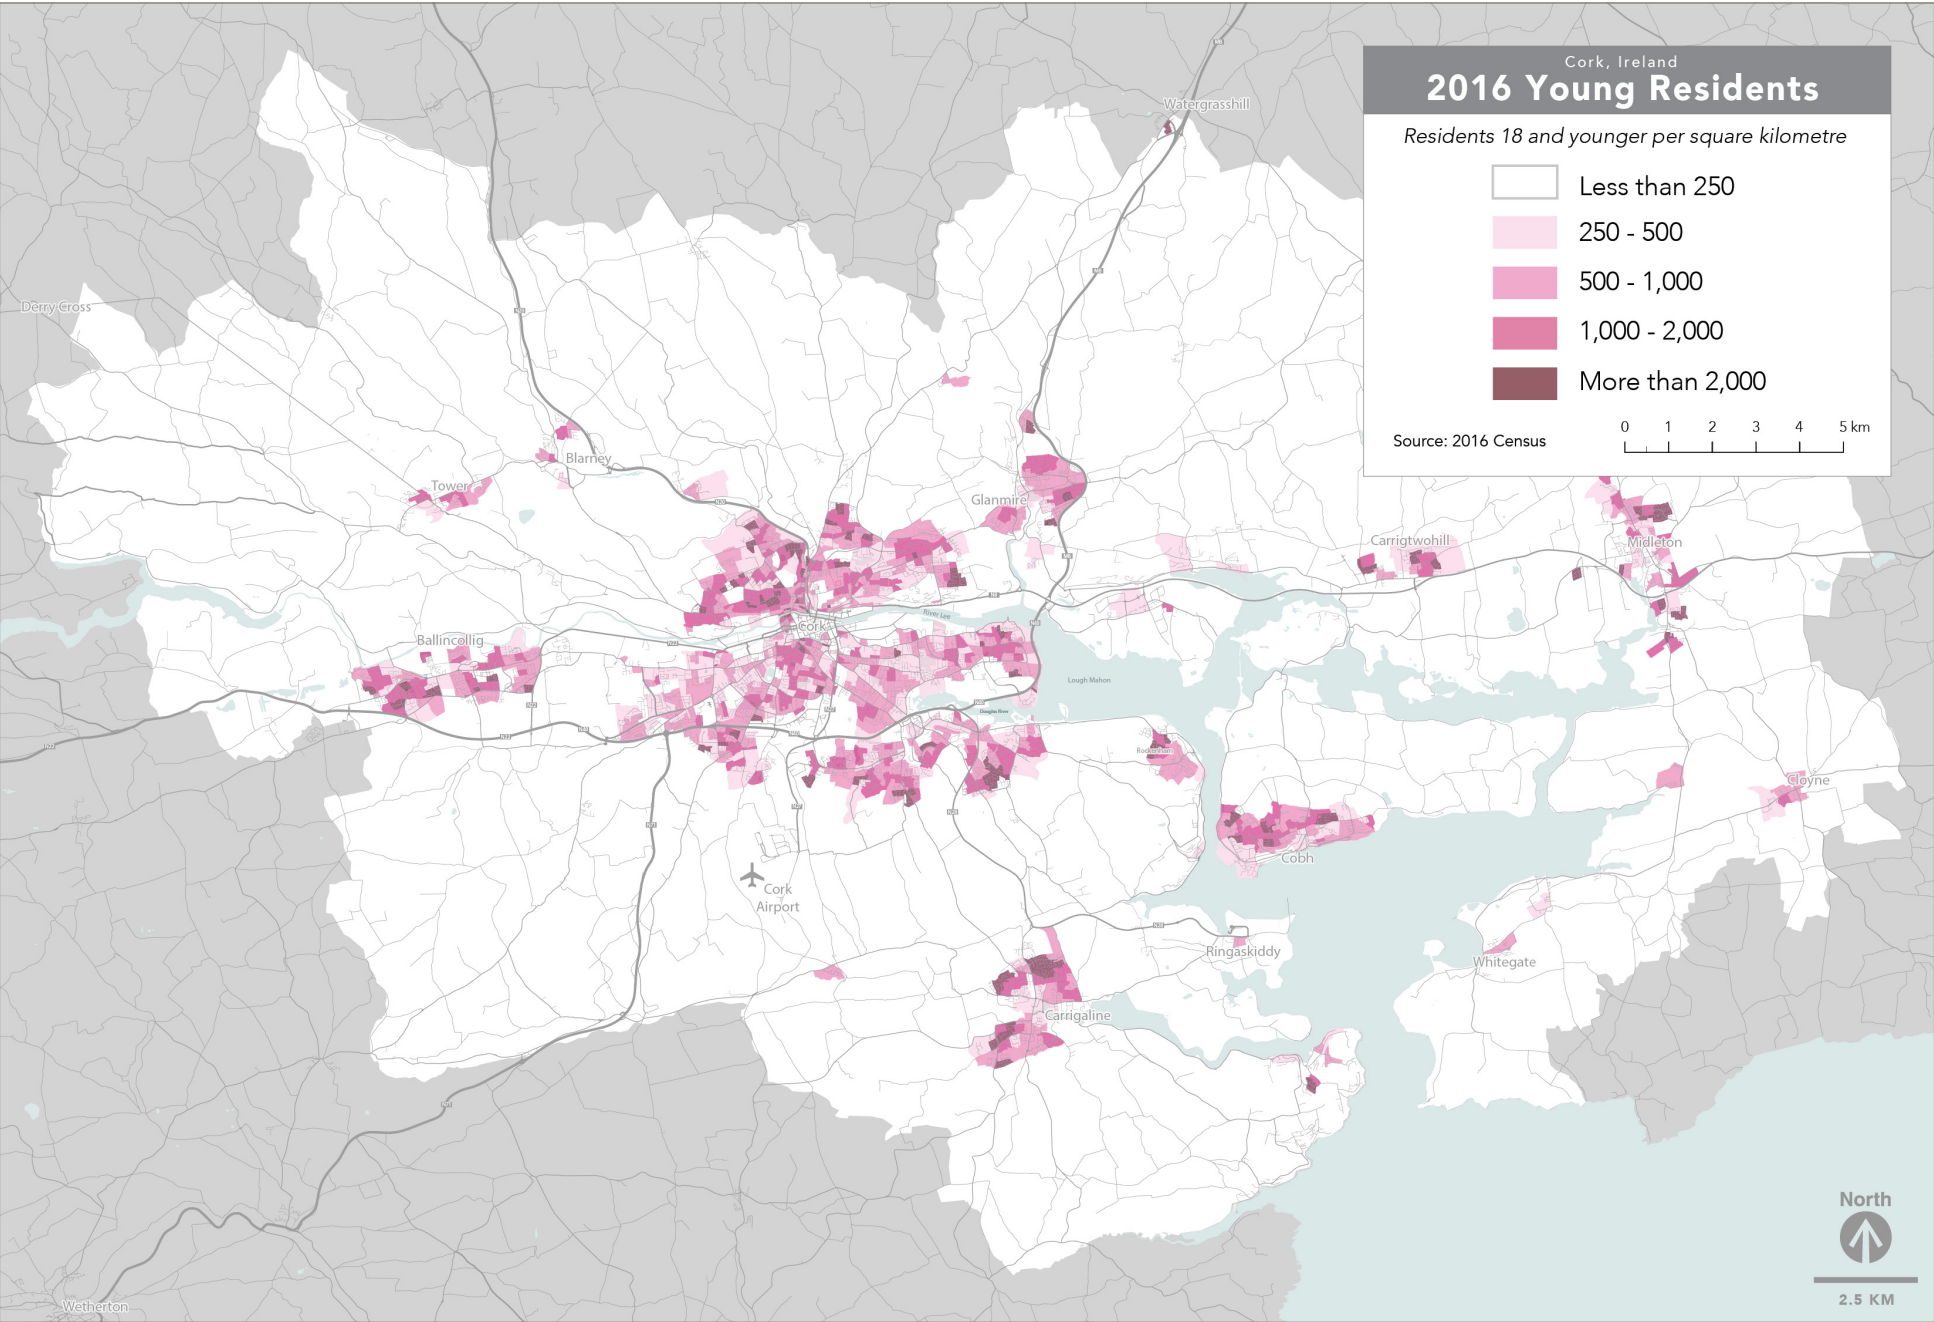 Cork, Ireland
2016 Young Residents
Residents 18 and younger per square kilometre
Less than 250
250 - 500
500 - 1,000
1,000 - 2,000
More than 2,000
Source: 2016 Census
0 1 2 3 4 5 km
Watergrasshill
Derry Cross
Blarney
Tower
Glanmire
Carrigtwohill
Midleton
River Lee
Cork
Ballincollig
Lough Mahon
Douglas River
Rockenham
Cloyne
Cobh
Cork
Airport
Ringaskiddy
Whitegate
Carrigaline
Wetherton
North
2.5 KM